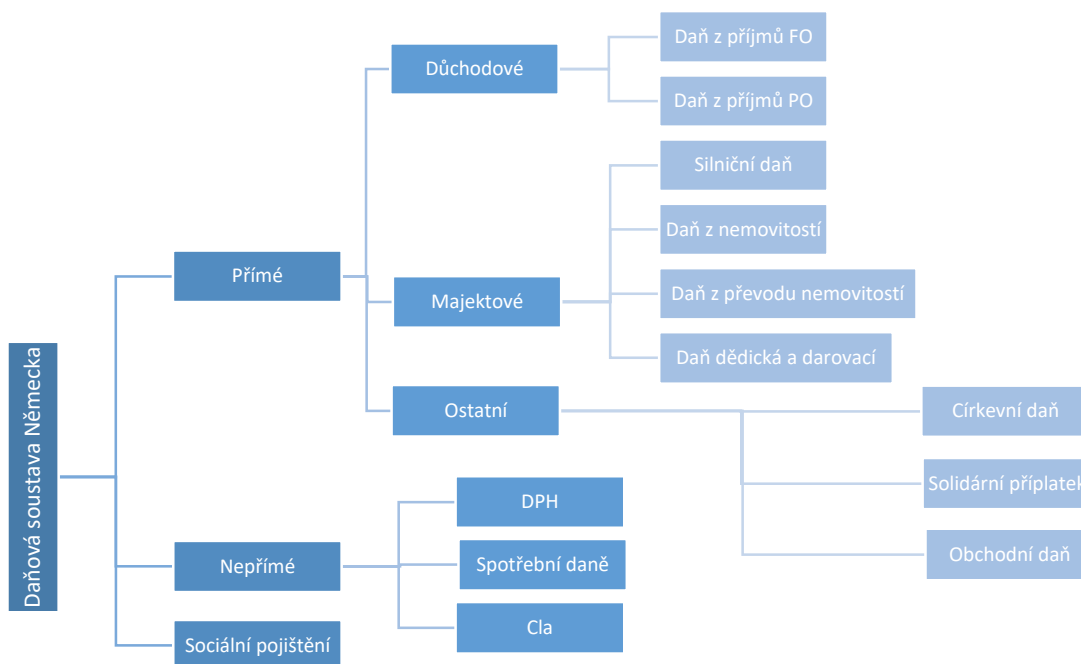 Daňová soustava Německa
Přímé
Důchodové
Daň z příjmů FO
Daň z příjmů PO
Majektové
Silniční daň
Daň z nemovitostí
Daň z převodu nemovitostí
Daň dědická a darovací
Ostatní
Církevní daň
Solidární příplatek
Obchodní daň
Nepřímé
DPH
Spotřební daně
Cla
Sociální pojištění